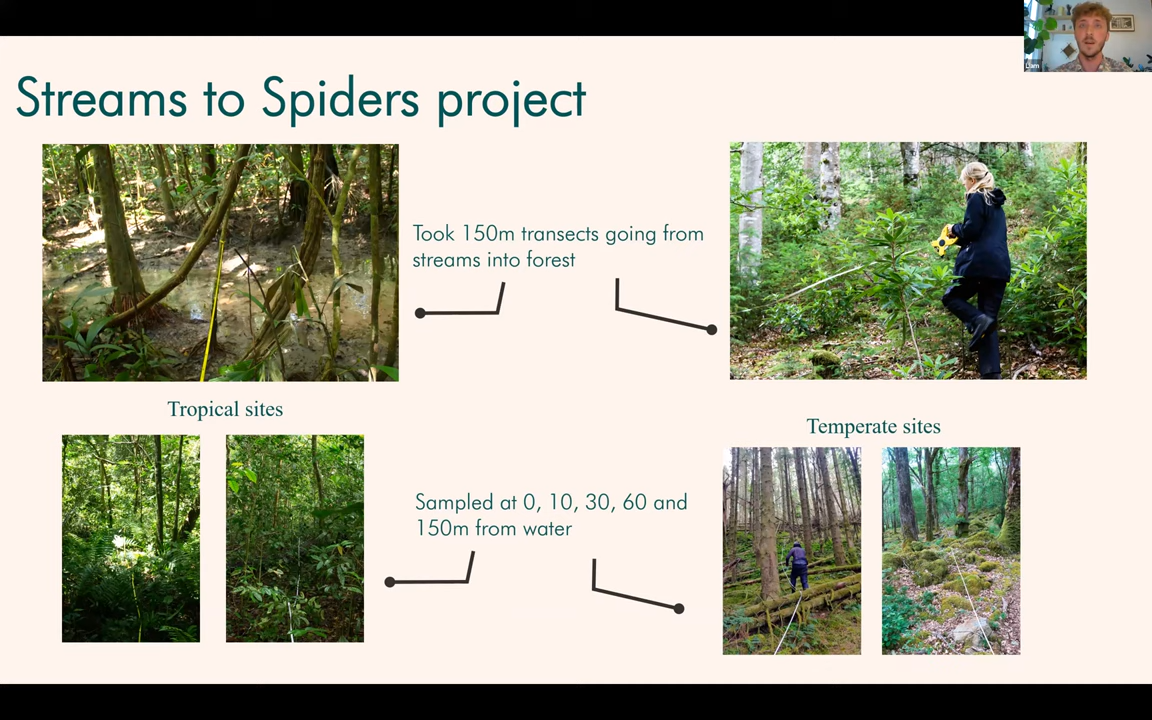 Liam
Streams to Spiders project
Took 150m transects going from
streams into forest
Tropical sites
Temperate sites
Sampled at 0, 10, 30, 60 and
150m from water